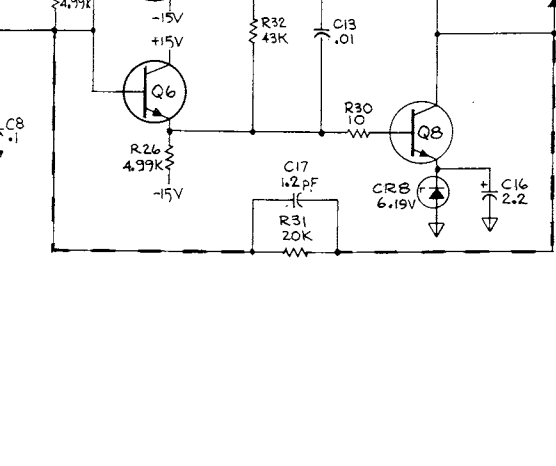 4.99K
-15V
+15V
R32
43K
C13
.01
Q6
C8
.1
R30
10
Q8
R26
4.99K
-15V
C17
1.2pF
R31
20K
CR8
6.19V
+
C16
2.2